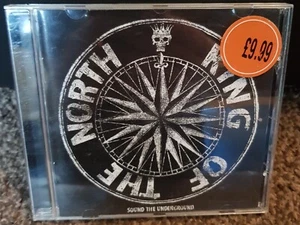 KING OF THE NORTH
SOUND THE UNDERGROUND
£9.99